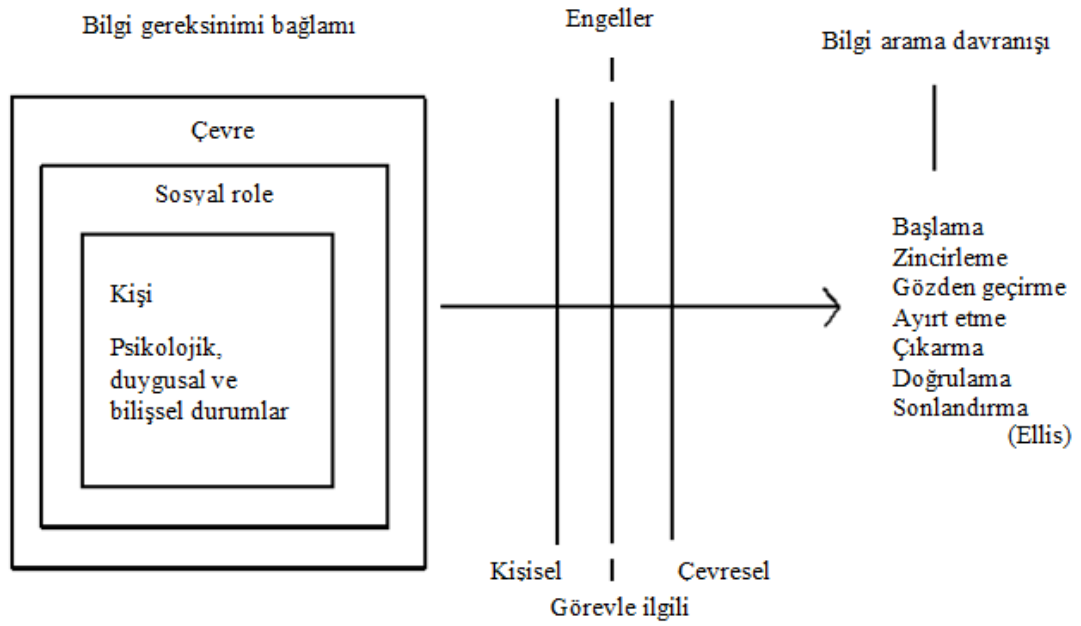 Bilgi gereksinimi bağlamı
Engeller
Bilgi arama davranışı
Çevre
Sosyal role
Kişi
Psikolojik,
duygusal ve
bilişsel durumlar
Başlama
Zincirleme
Gözden geçirme
Ayırt etme
Çıkarma
Doğrulama
Sonlandırma
(Ellis)
Kişisel
Çevresel
Görevle ilgili